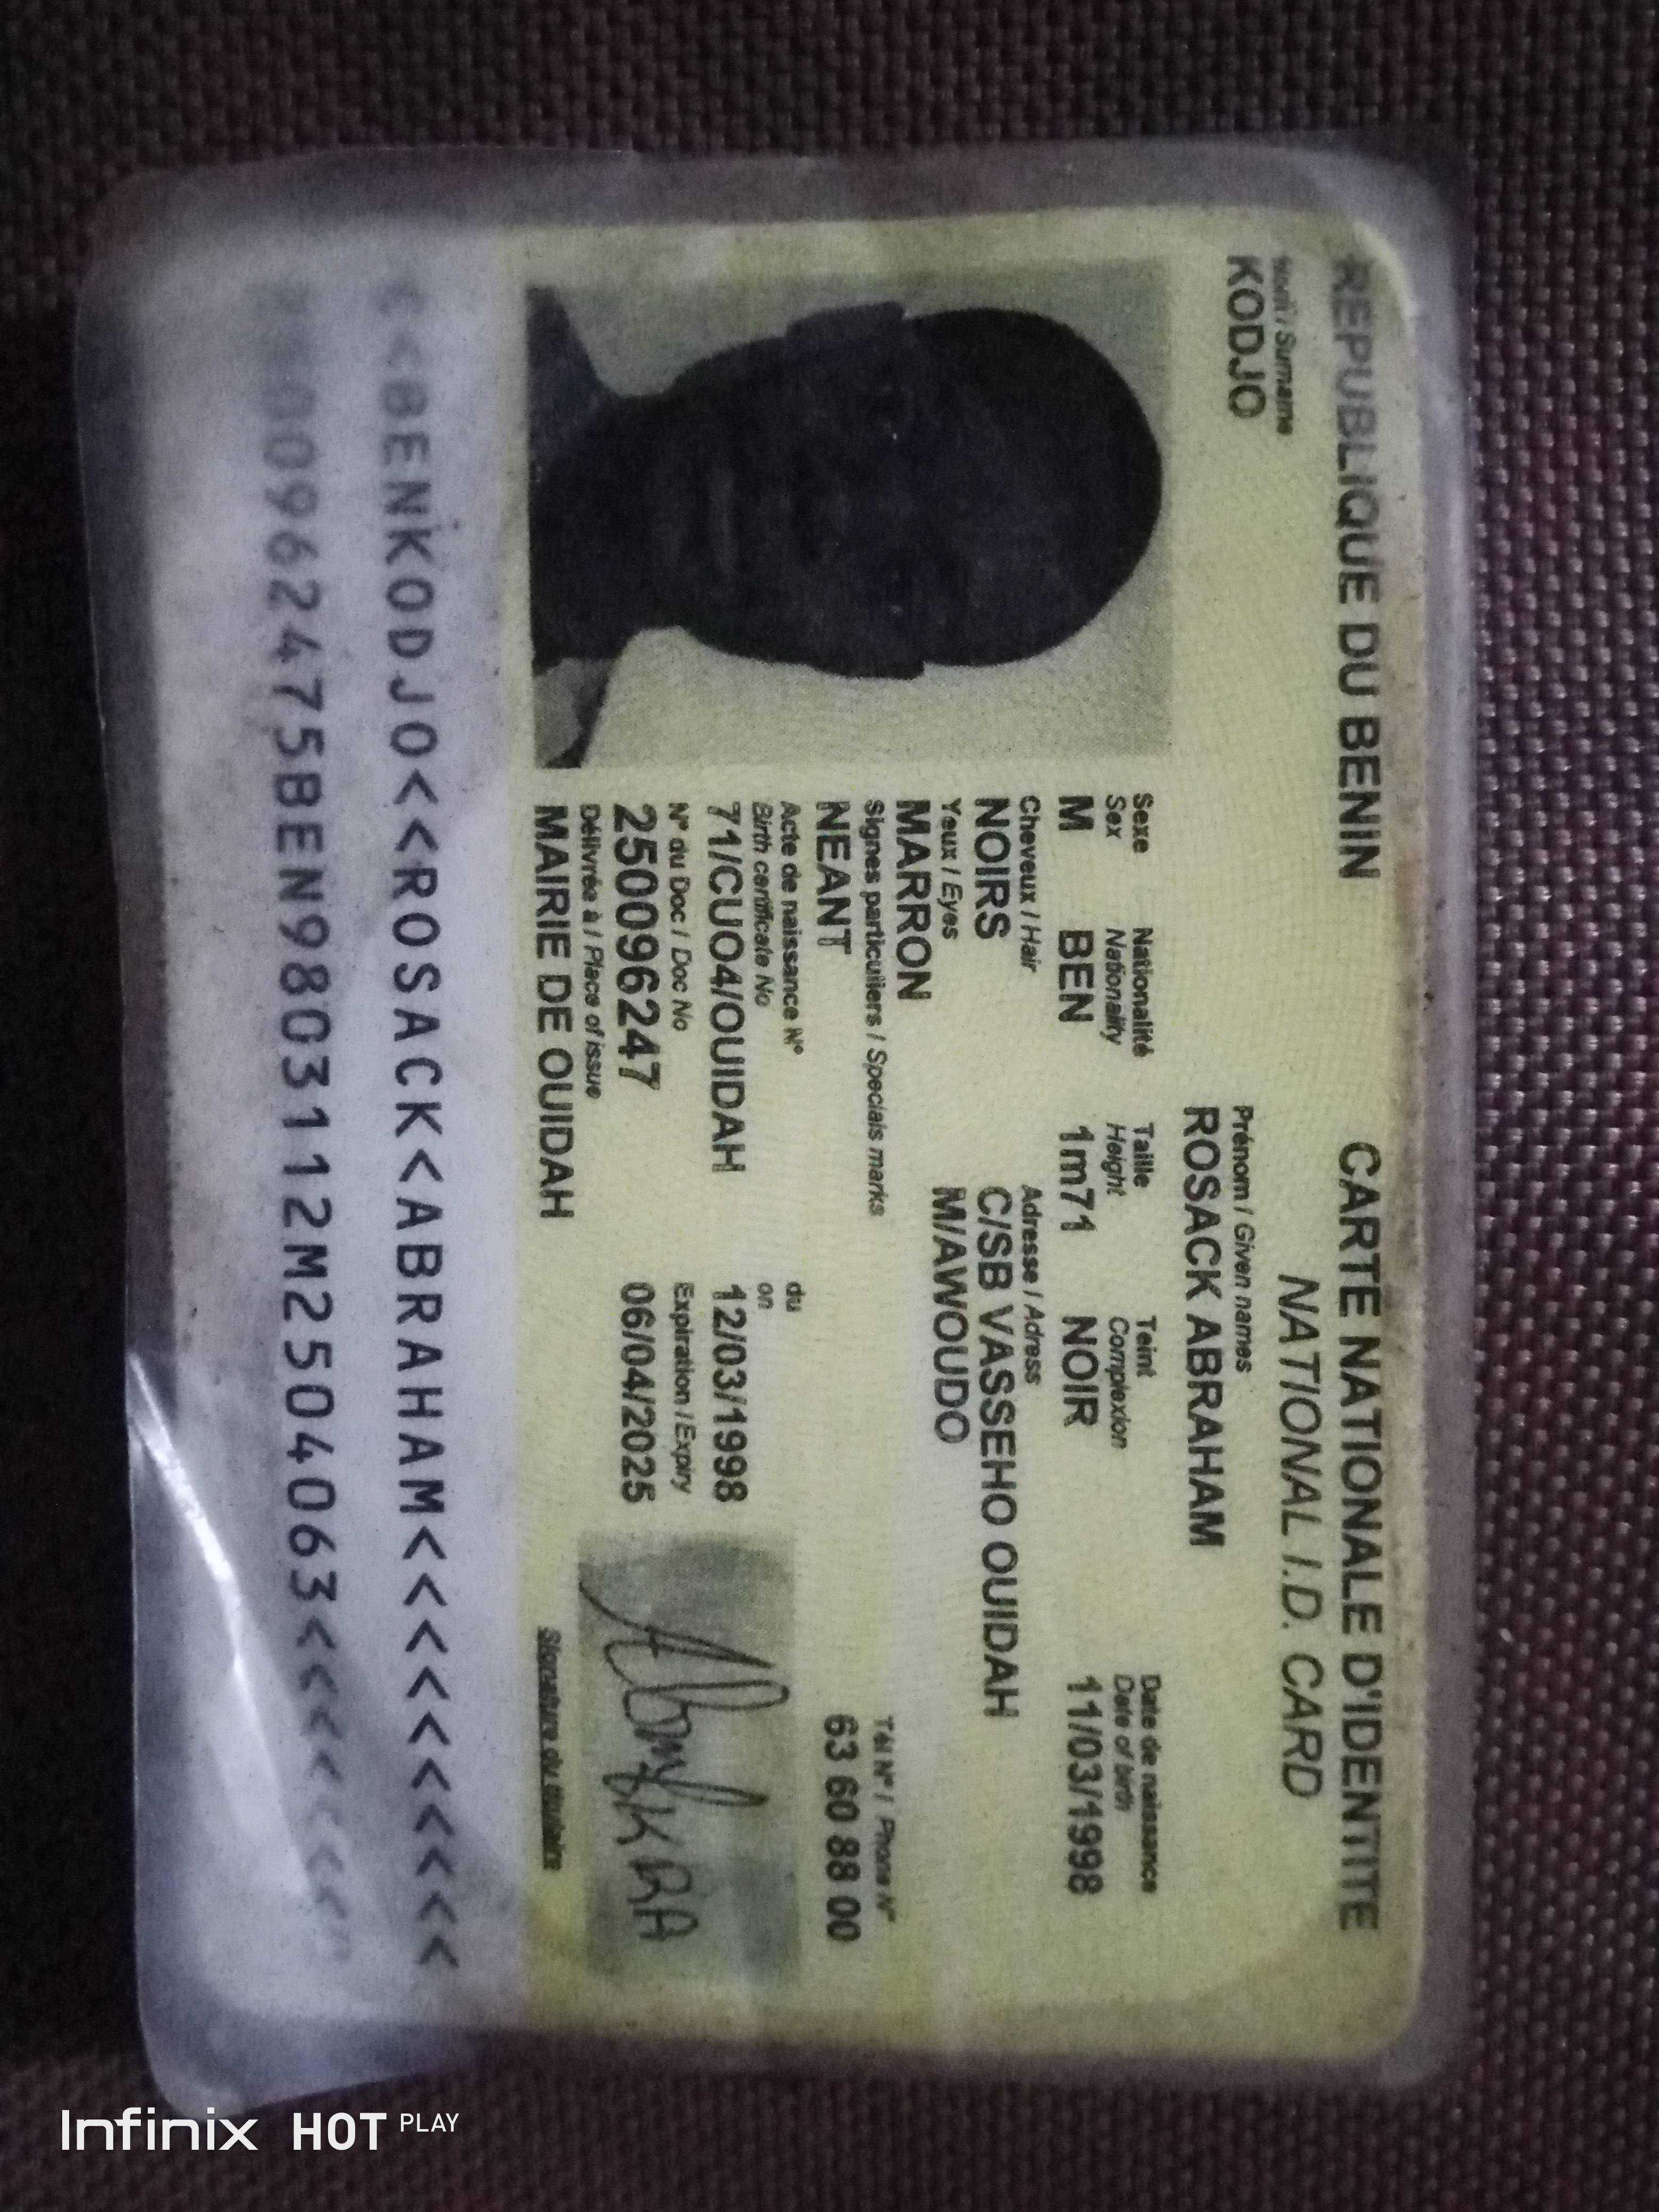 REPUBLIQUE DU BENIN
CARTE NATIONALE D'IDENTITE
NATIONAL I.D. CARD
Nom / Surname
KODJO
Prénom / Given names
ROSACK ABRAHAM
Sexe Nationalité Taille Teint Date de naissance
Sex Nationality Height Complexion Date of birth
M BEN 1m71 NOIR 11/03/1998
Cheveux / Hair Adresse / Adress
NOIRS C/SB VASSEHO OUIDAH
Yeux / Eyes M/AWOUDO
MARRON
Signes particuliers / Specials marks Tél N° / Phone N°
NEANT 63 60 88 00
Acte de naissance N° du
Birth certificate No on
71/CUO4/OUIDAH 12/03/1998
N° du Doc / Doc No Expiration / Expiry
250096247 06/04/2025
Délivrée à / Place of issue
MAIRIE DE OUIDAH
Signature du titulaire
C<BENKODJO<<ROSACK<ABRAHAM<<<<<<<<<<
00962475BEN9803112M2504063<<<<<<
Infinix HOT PLAY